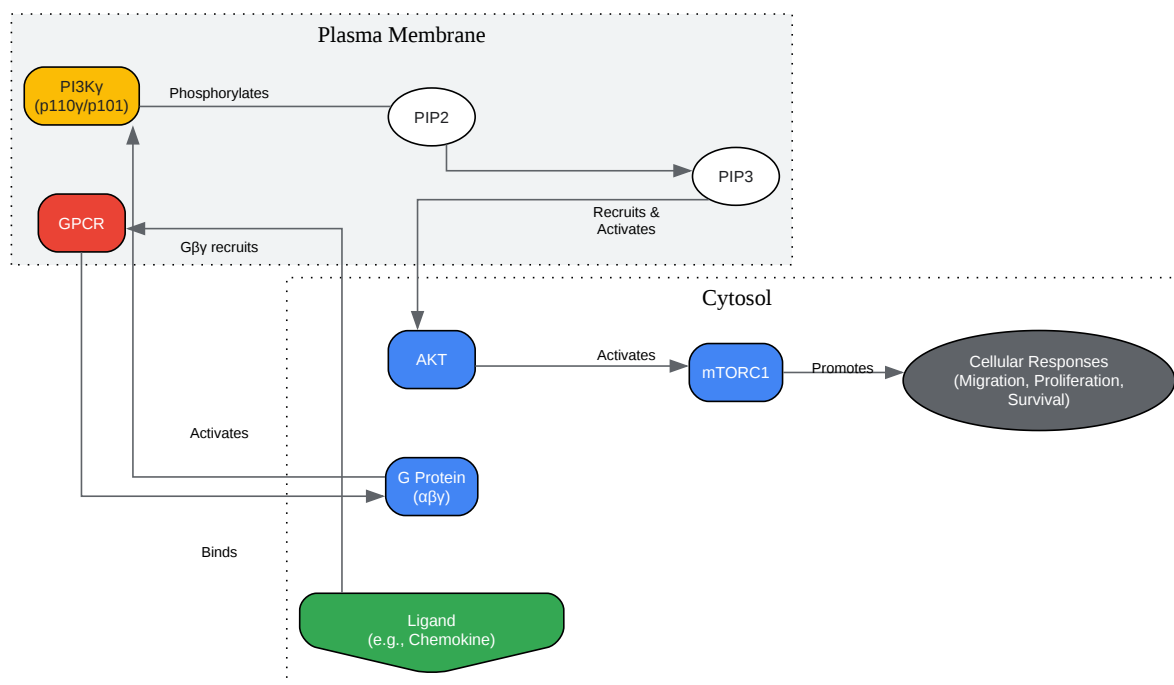 Plasma Membrane
PI3Kγ
(p110γ/p101)
Phosphorylates
PIP2
PIP3
GPCR
Gβγ recruits
Recruits &
Activates
Cytosol
AKT
Activates
mTORC1
Promotes
Cellular Responses
(Migration, Proliferation,
Survival)
Activates
G Protein
(αβγ)
Binds
Ligand
(e.g., Chemokine)